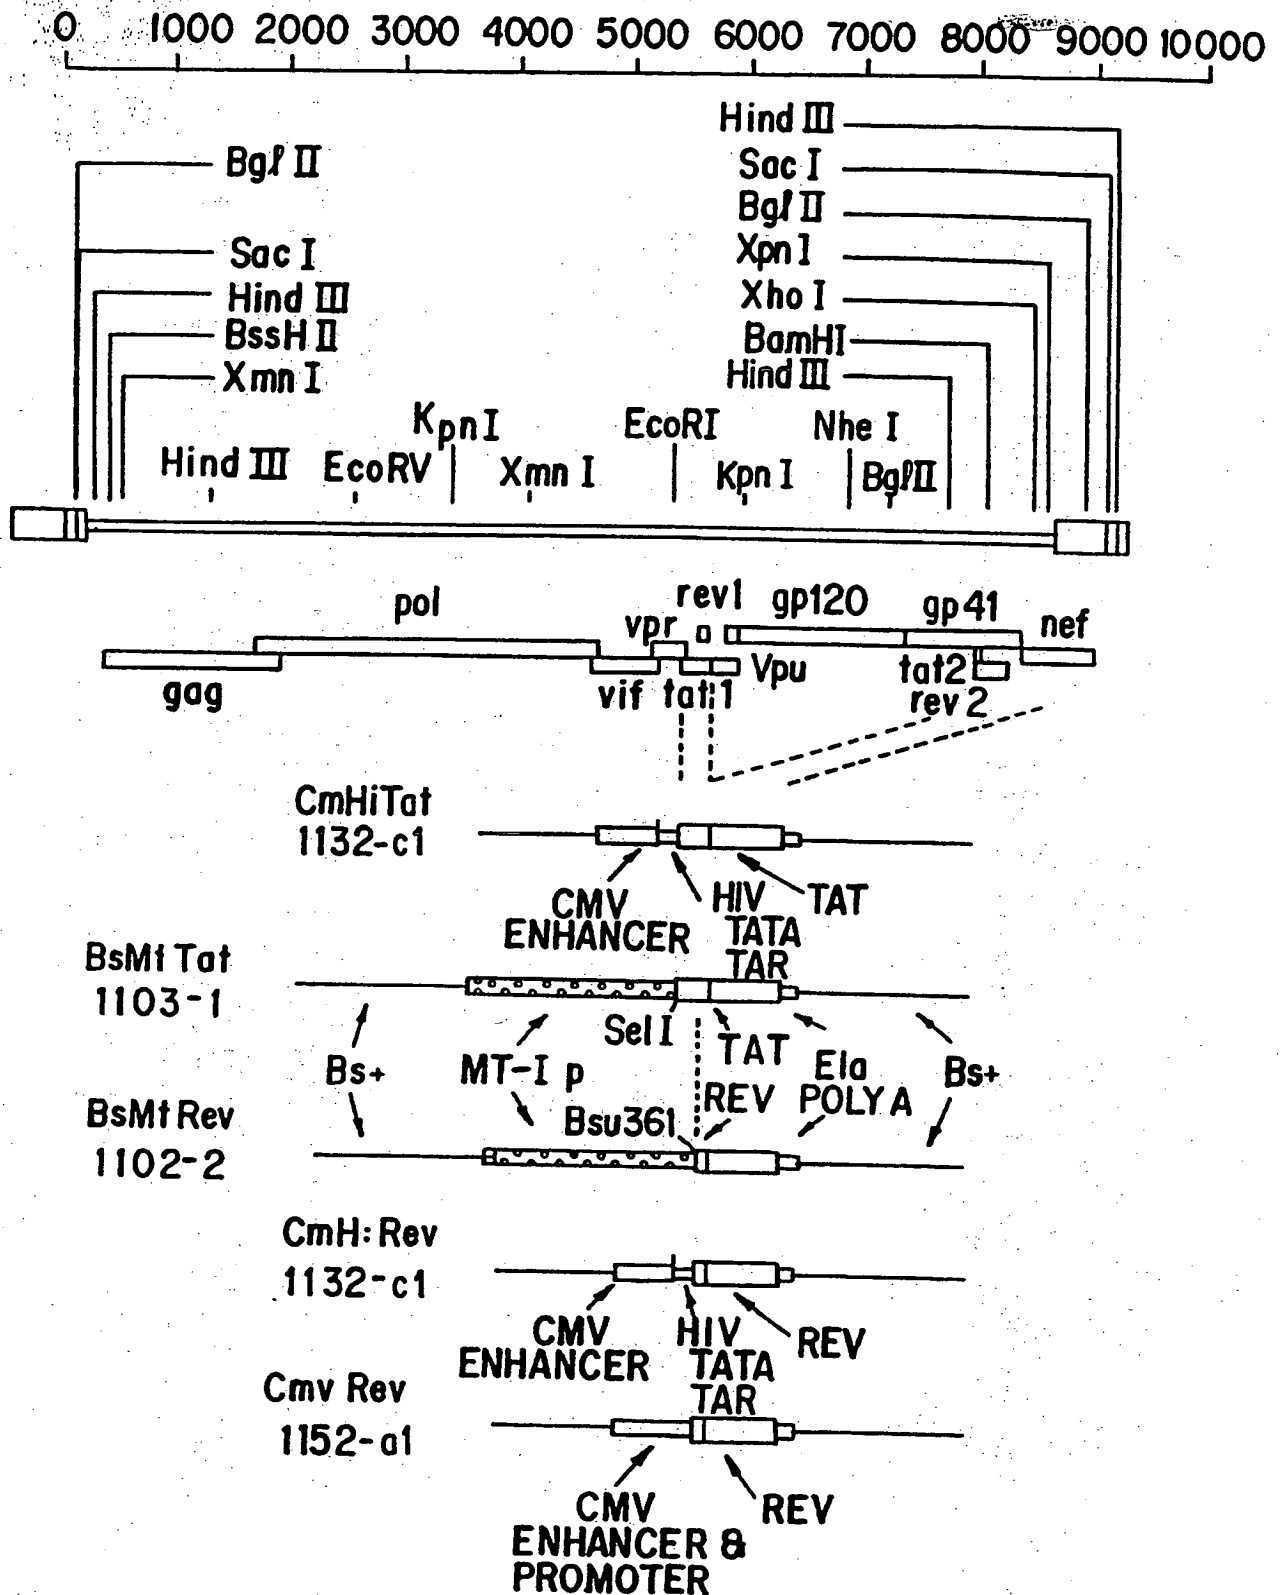 0 1000 2000 3000 4000 5000 6000 7000 8000 9000 10000
Hind III
Bgl II
Sac I
Bgl II
Sac I
Xpn I
Hind III
Xho I
BssH II
BamHI
Xmn I
Hind III
KpnI
EcoRI
Nhe I
Hind III
EcoRV
Xmn I
Kpn I
BglII
rev1
gp120
gp41
pol
vpr
nef
gag
vif
tat 1
Vpu
tat2
rev 2
CmHiTat
1132-c1
CMV
ENHANCER
HIV
TATA
TAR
TAT
BsMt Tat
1103-1
Sel I
TAT
Bs+
MT-I p
Ela
POLYA
Bs+
REV
BsMt Rev
1102-2
Bsu361
CmH: Rev
1132-c1
CMV
ENHANCER
HIV
TATA
TAR
REV
Cmv Rev
1152-a1
CMV
ENHANCER &
PROMOTER
REV